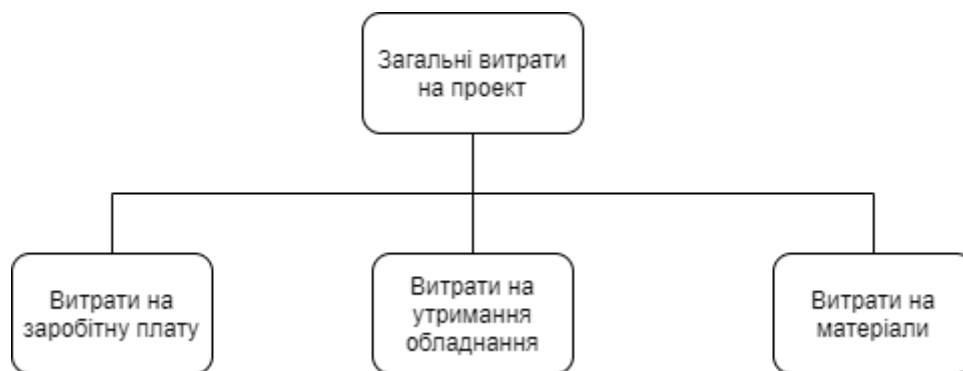 Загальні витрати
на проект
Витрати на
заробітну плату
Витрати на
утримання
обладнання
Витрати на
матеріали